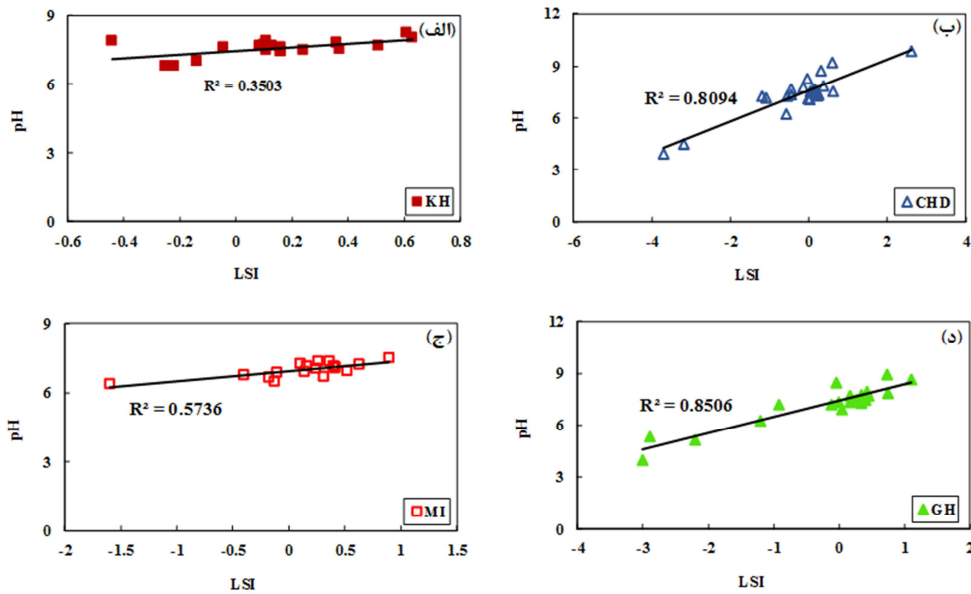 (الف)
9
6
3
0
pH
R² = 0.3503
KH
-0.6
-0.4
-0.2
0
0.2
0.4
0.6
0.8
LSI
(ب)
12
9
6
3
0
pH
R² = 0.8094
CHD
-6
-4
-2
0
2
4
LSI
(ج)
9
6
3
0
pH
R² = 0.5736
MI
-2
-1.5
-1
-0.5
0
0.5
1
1.5
LSI
(د)
12
9
6
3
0
pH
R² = 0.8506
GH
-4
-3
-2
-1
0
1
2
LSI